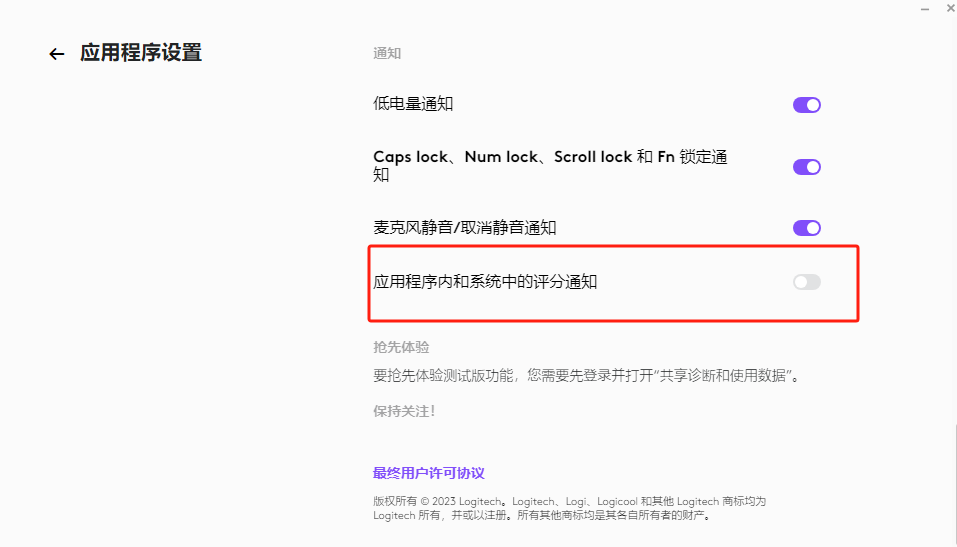 应用程序设置
通知
低电量通知
Caps lock、Num lock、Scroll lock 和 Fn 锁定通
知
麦克风静音/取消静音通知
应用程序内和系统中的评分通知
抢先体验
要抢先体验测试版功能，您需要先登录并打开“共享诊断和使用数据”。
保持关注！
最终用户许可协议
版权所有 © 2023 Logitech。Logitech、Logi、Logicool 和其他 Logitech 商标均为
Logitech 所有，并或以注册。所有其他商标均是其各自所有者的财产。